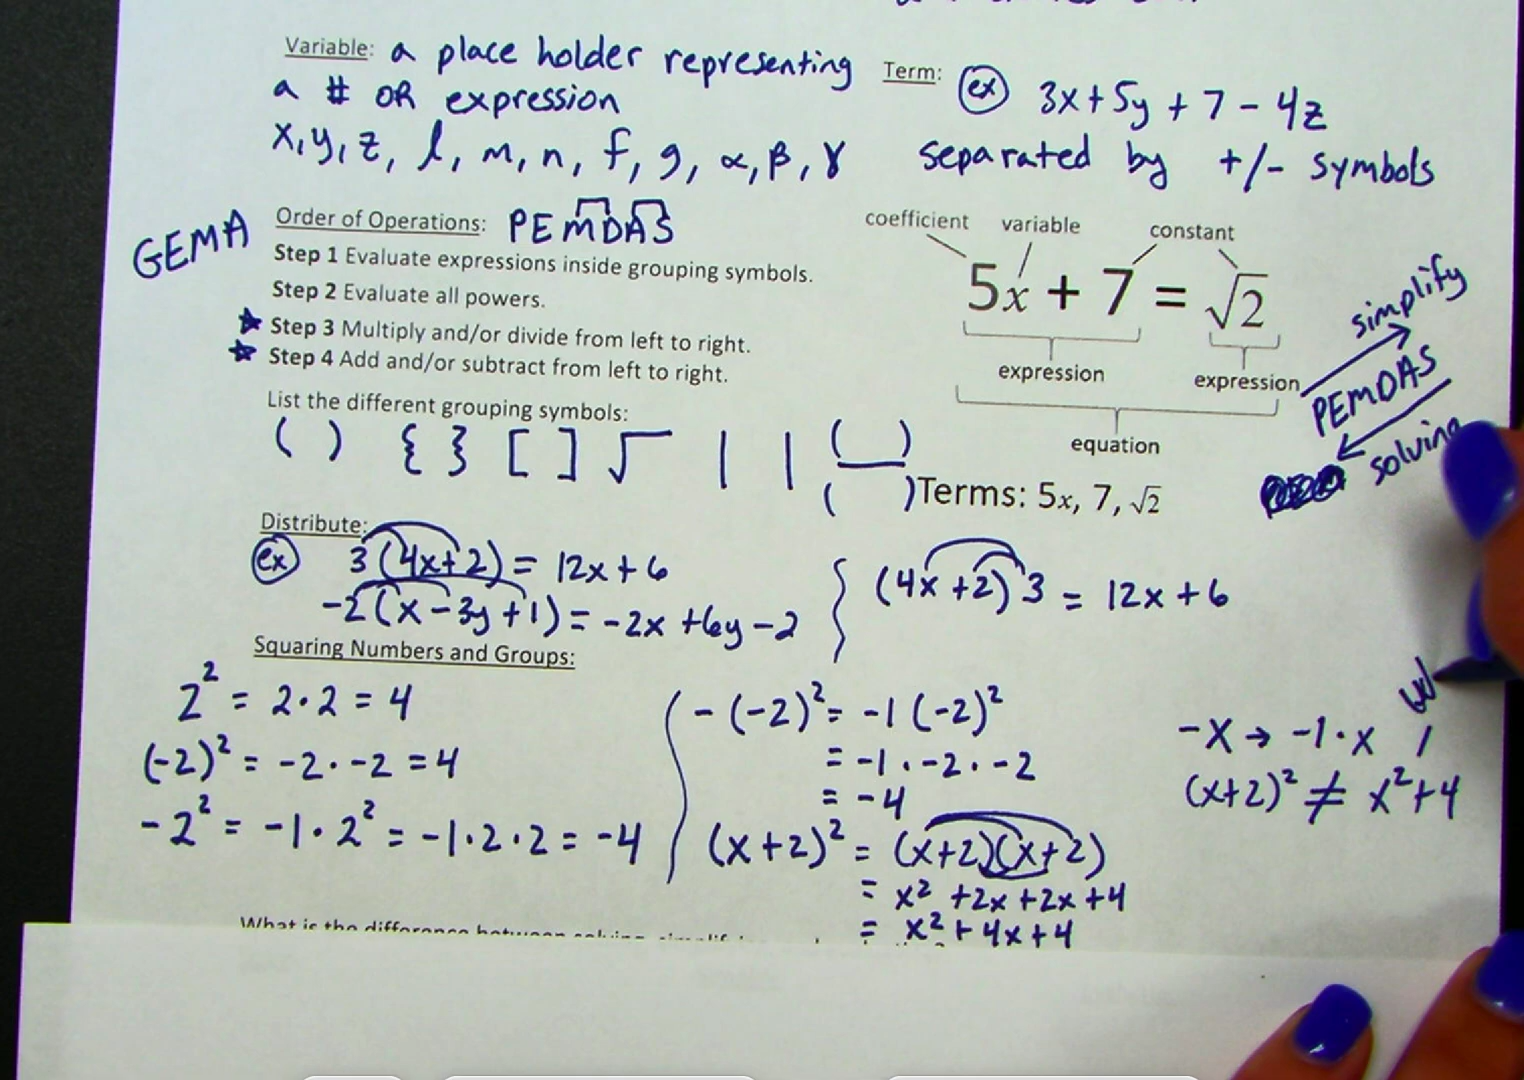 Variable: a place holder representing
a # OR expression
x, y, z, l, m, n, f, g, α, β, γ
Term: ex 3x + 5y + 7 - 4z
separated by +/- symbols
GEMA
Order of Operations: PEMDAS
Step 1 Evaluate expressions inside grouping symbols.
Step 2 Evaluate all powers.
★ Step 3 Multiply and/or divide from left to right.
★ Step 4 Add and/or subtract from left to right.
List the different grouping symbols:
( ) { } [ ] √ | | ( )
( )
coefficient variable constant
5x + 7 = √2
expression expression
equation
Terms: 5x, 7, √2
simplify
PEMDAS
solving
Distribute:
ex 3(4x+2) = 12x + 6
-2(x - 3y + 1) = -2x + 6y - 2
(4x + 2)3 = 12x + 6
Squaring Numbers and Groups:
2² = 2·2 = 4
(-2)² = -2 · -2 = 4
-2² = -1 · 2² = -1·2·2 = -4
-(-2)² = -1(-2)²
= -1 · -2 · -2
= -4
(x+2)² = (x+2)(x+2)
= x² + 2x + 2x + 4
= x² + 4x + 4
-x → -1·x
(x+2)² ≠ x² + 4
What is the difference between